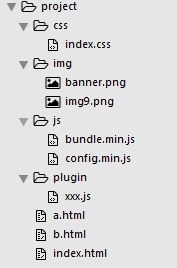 project
css
index.css
img
banner.png
img9.png
js
bundle.min.js
config.min.js
plugin
xxx.js
a.html
b.html
index.html